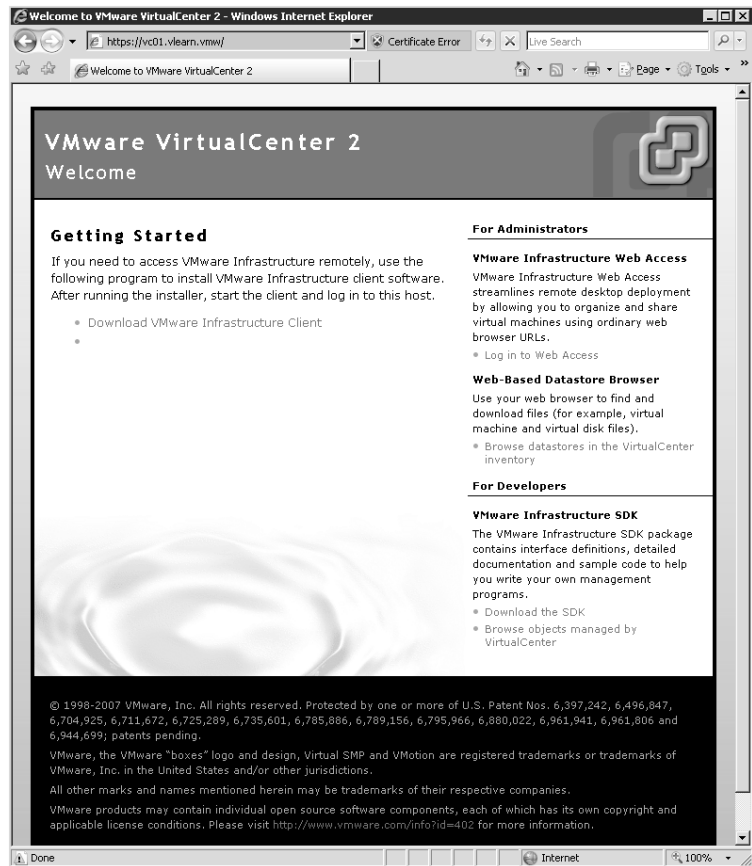 Welcome to VMware VirtualCenter 2 - Windows Internet Explorer
https://vc01.vlearn.vmw/
Certificate Error
Live Search
Welcome to VMware VirtualCenter 2
Page
Tools
»
VMware VirtualCenter 2
Welcome
Getting Started
If you need to access VMware Infrastructure remotely, use the
following program to install VMware Infrastructure client software.
After running the installer, start the client and log in to this host.
• Download VMware Infrastructure Client
•
For Administrators
VMware Infrastructure Web Access
VMware Infrastructure Web Access
streamlines remote desktop deployment
by allowing you to organize and share
virtual machines using ordinary web
browser URLs.
• Log in to Web Access
Web-Based Datastore Browser
Use your web browser to find and
download files (for example, virtual
machine and virtual disk files).
• Browse datastores in the VirtualCenter
inventory
For Developers
VMware Infrastructure SDK
The VMware Infrastructure SDK package
contains interface definitions, detailed
documentation and sample code to help
you write your own management
programs.
• Download the SDK
• Browse objects managed by
VirtualCenter
© 1998-2007 VMware, Inc. All rights reserved. Protected by one or more of U.S. Patent Nos. 6,397,242, 6,496,847,
6,704,925, 6,711,672, 6,725,289, 6,735,601, 6,785,886, 6,789,156, 6,795,966, 6,880,022, 6,961,941, 6,961,806 and
6,944,699; patents pending.
VMware, the VMware “boxes” logo and design, Virtual SMP and VMotion are registered trademarks or trademarks of
VMware, Inc. in the United States and/or other jurisdictions.
All other marks and names mentioned herein may be trademarks of their respective companies.
VMware products may contain individual open source software components, each of which has its own copyright and
applicable license conditions. Please visit http://www.vmware.com/info?id=402 for more information.
Done
Internet
100%